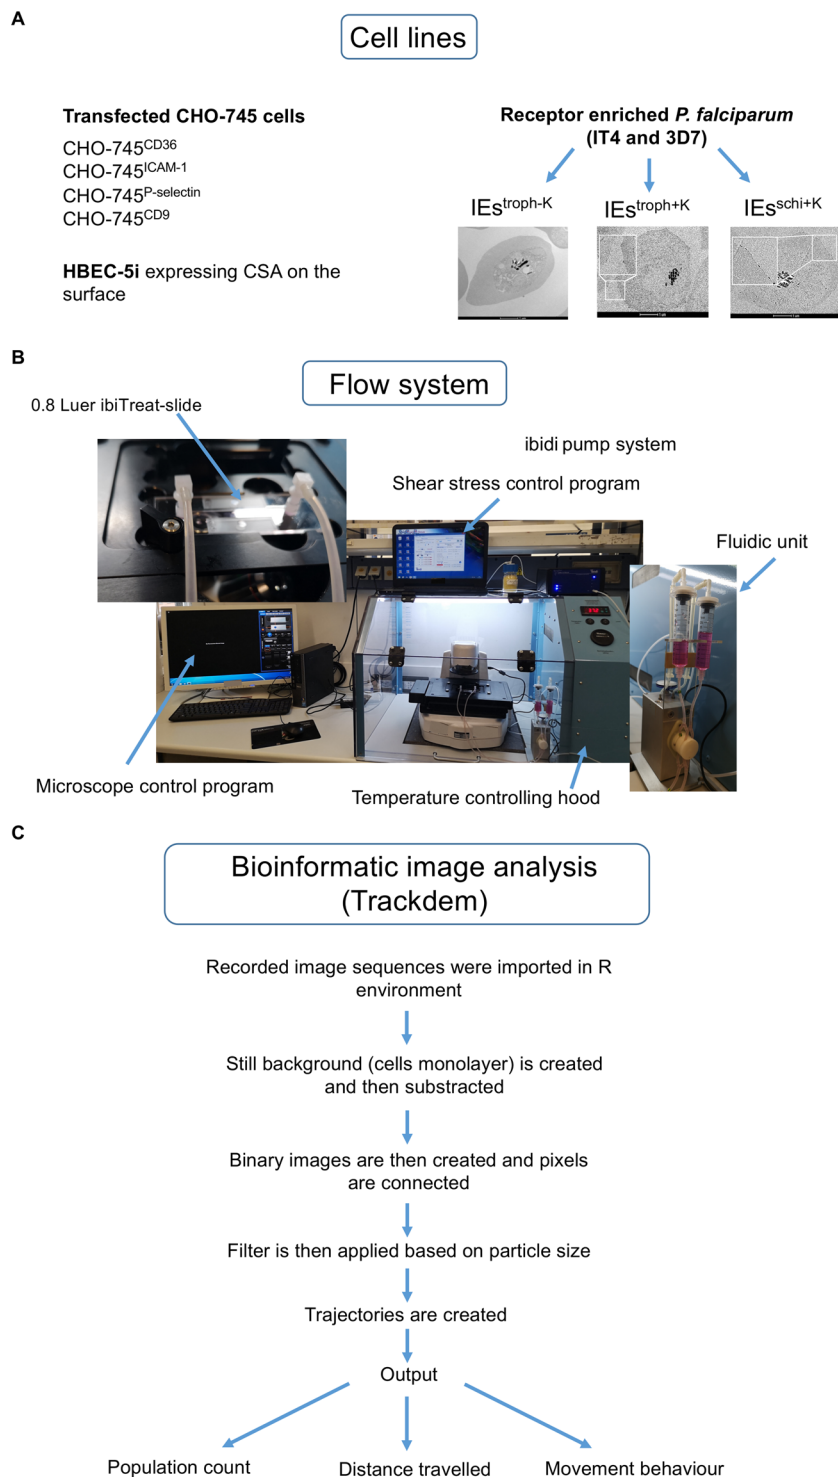 A
Cell lines
Transfected CHO-745 cells
CHO-745CD36
CHO-745ICAM-1
CHO-745P-selectin
CHO-745CD9
HBEC-5i expressing CSA on the
surface
Receptor enriched P. falciparum
(IT4 and 3D7)
IEstroph-K
IEstroph+K
IEsschi+K
B
Flow system
0.8 Luer ibiTreat-slide
ibidi pump system
Shear stress control program
Fluidic unit
Microscope control program
Temperature controlling hood
C
Bioinformatic image analysis
(Trackdem)
Recorded image sequences were imported in R
environment
Still background (cells monolayer) is created
and then substracted
Binary images are then created and pixels
are connected
Filter is then applied based on particle size
Trajectories are created
Output
Population count
Distance travelled
Movement behaviour